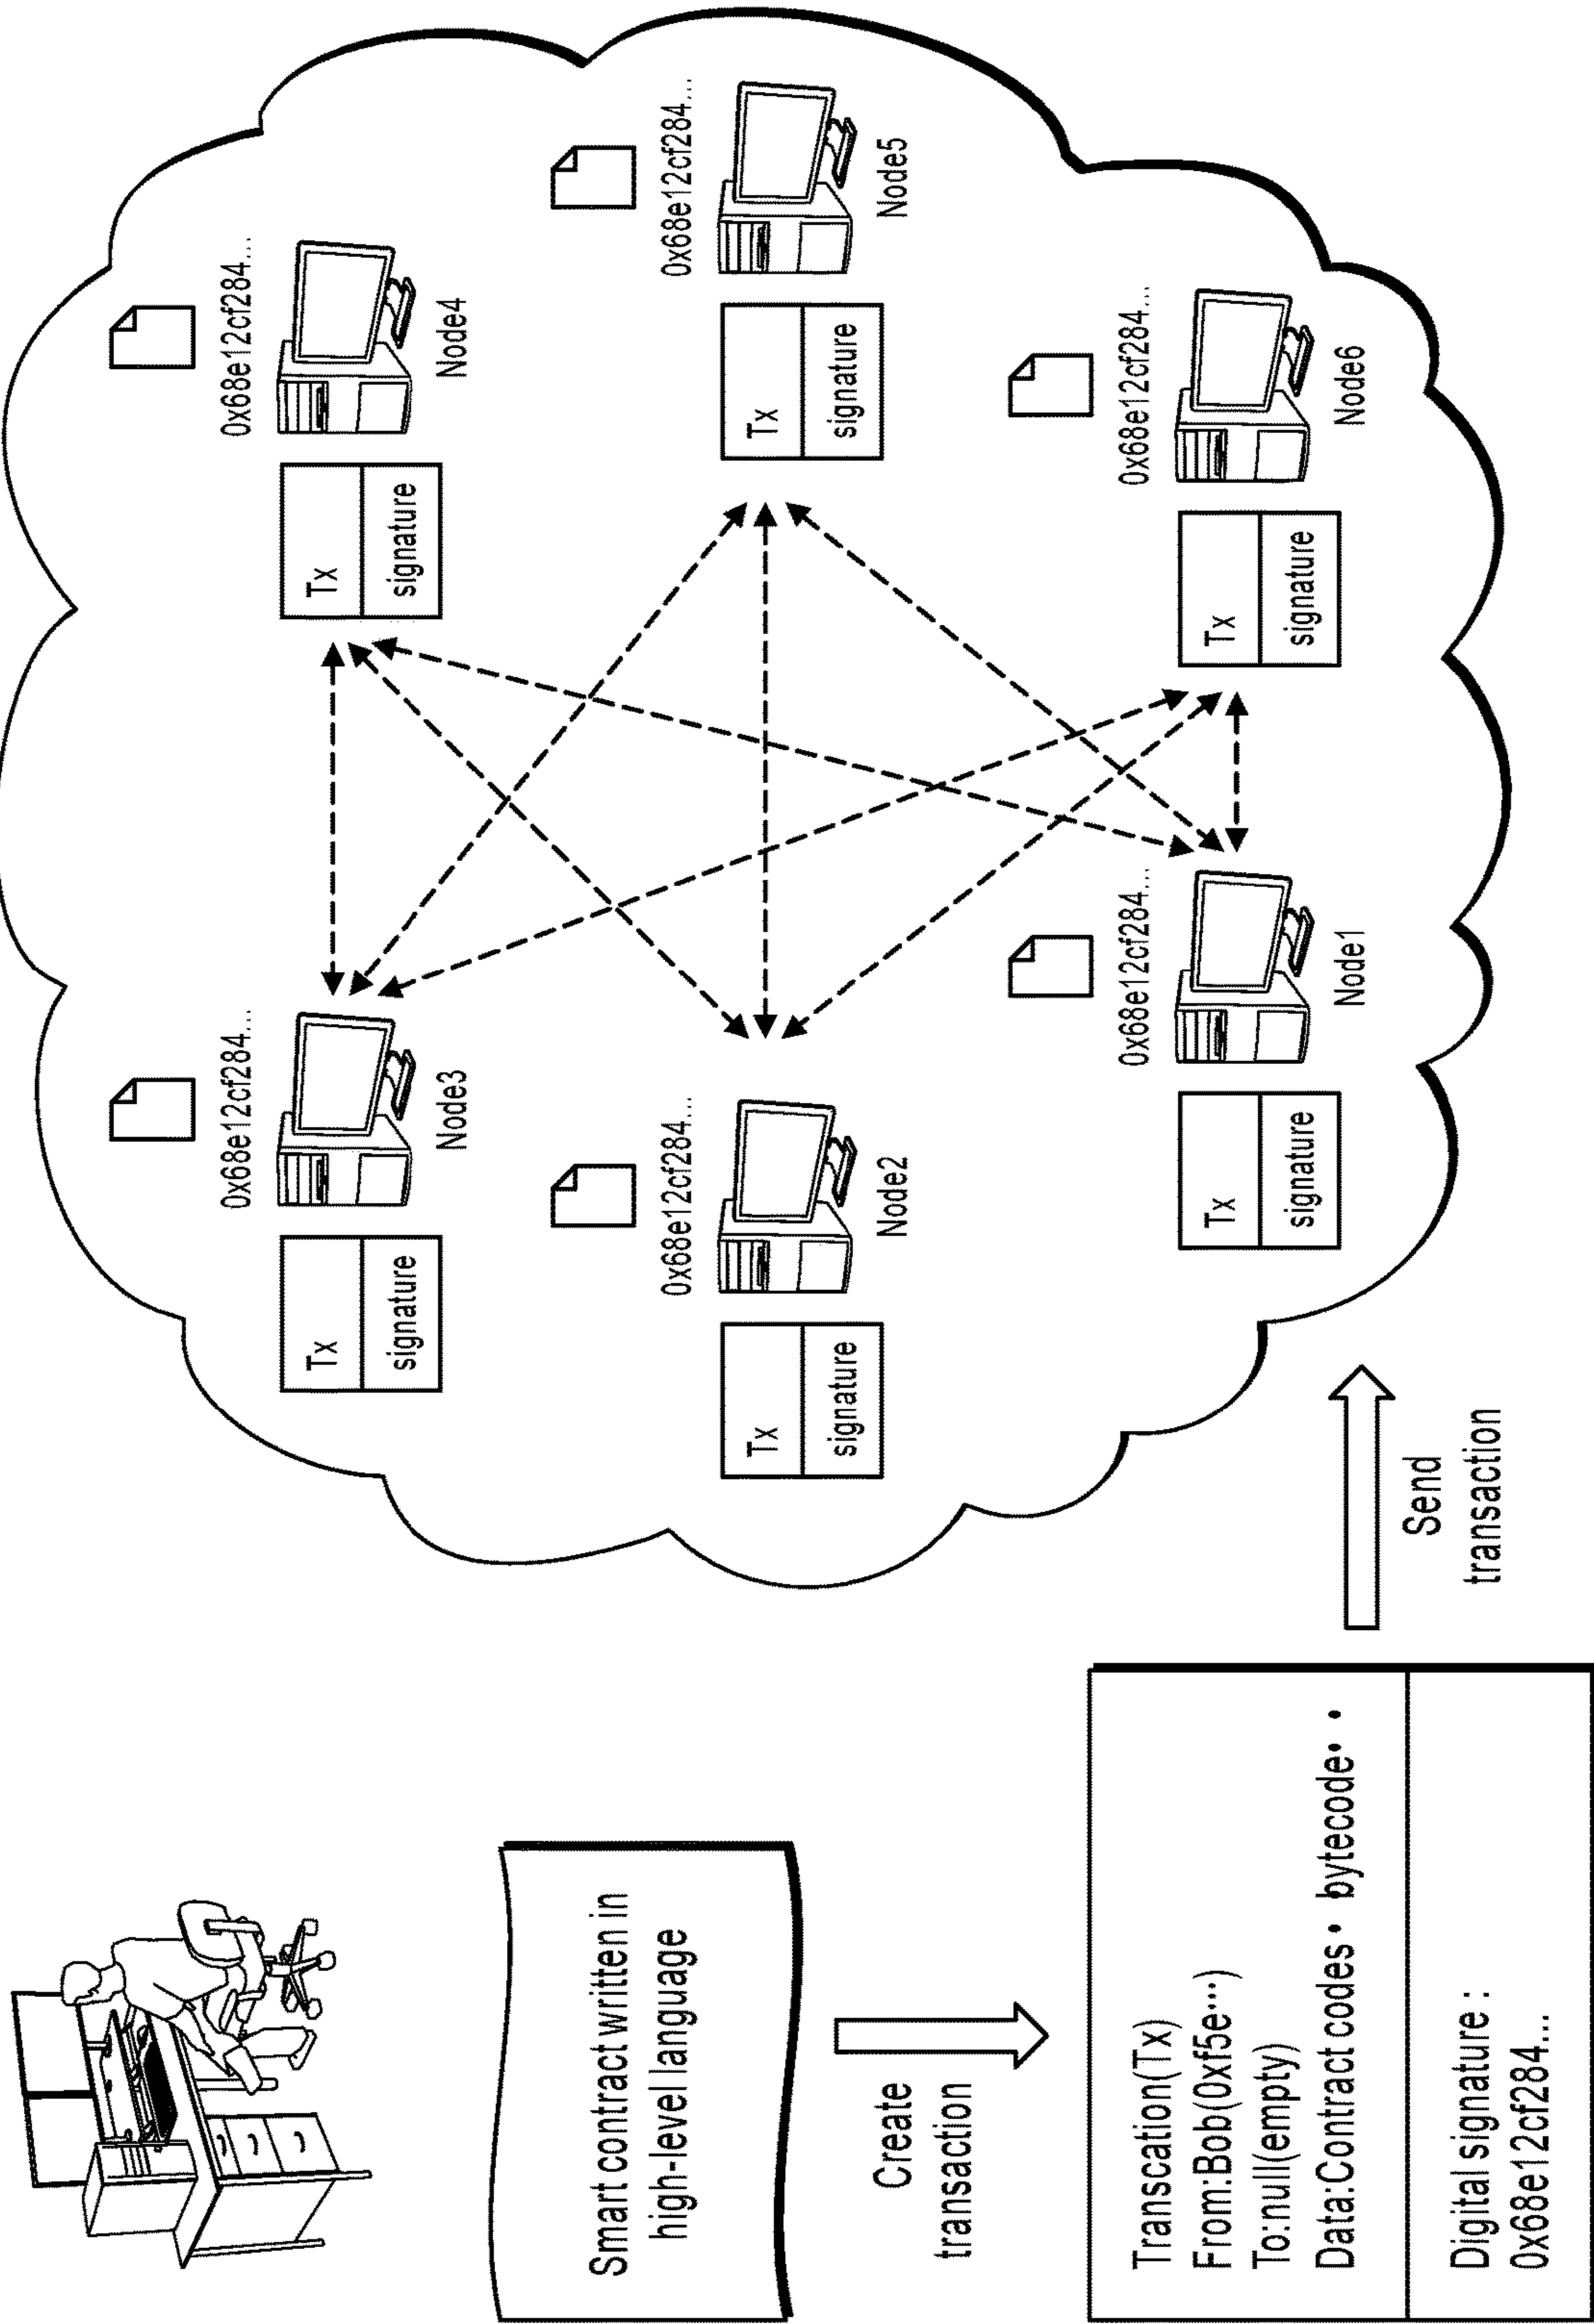 Smart contract written in
high-level language
Create
transaction
Transcation(Tx)
From:Bob(0xf5e···)
To:null(empty)
Data:Contract codes· · bytecode· ·
Digital signature :
0x68e12cf284...
Send
transaction
0x68e12cf284...
Tx
signature
Node3
0x68e12cf284...
Tx
signature
Node4
0x68e12cf284...
Tx
signature
Node2
0x68e12cf284...
Tx
signature
Node5
0x68e12cf284...
Tx
signature
Node1
0x68e12cf284...
Tx
signature
Node6